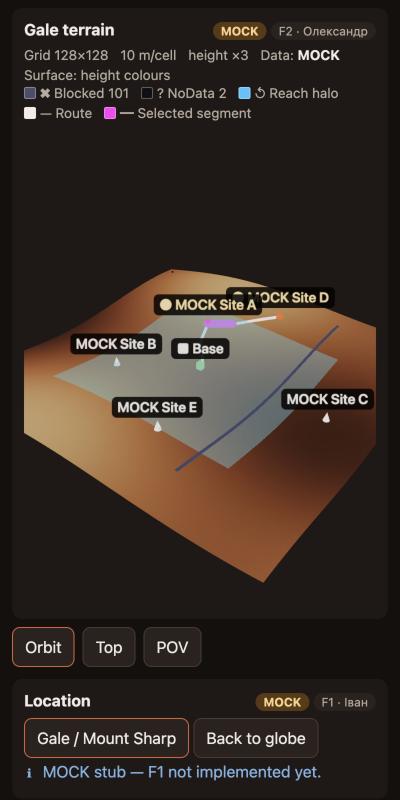 Gale terrain MOCK F2 · Олександр
Grid 128×128 10 m/cell height ×3 Data: MOCK
Surface: height colours
✖ Blocked 101 ? NoData 2 ↺ Reach halo
— Route — Selected segment
MOCK Site D
MOCK Site A
MOCK Site B
Base
MOCK Site C
MOCK Site E
Orbit Top POV
Location MOCK F1 · Іван
Gale / Mount Sharp Back to globe
ℹ MOCK stub — F1 not implemented yet.